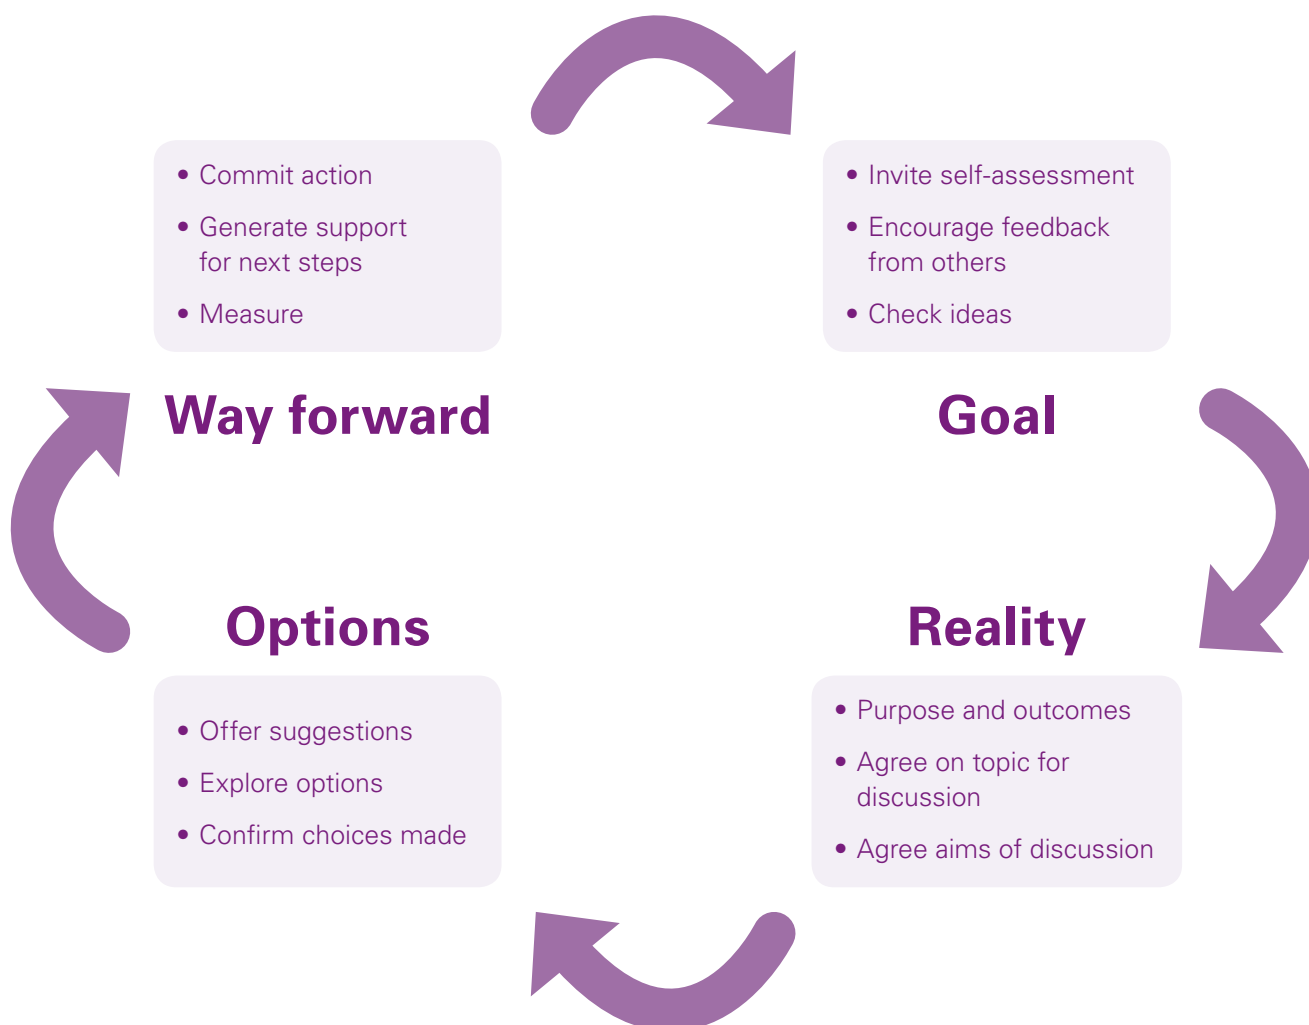 • Commit action
• Generate support
for next steps
• Measure
Way forward
• Invite self-assessment
• Encourage feedback
from others
• Check ideas
Goal
Options
• Offer suggestions
• Explore options
• Confirm choices made
Reality
• Purpose and outcomes
• Agree on topic for
discussion
• Agree aims of discussion